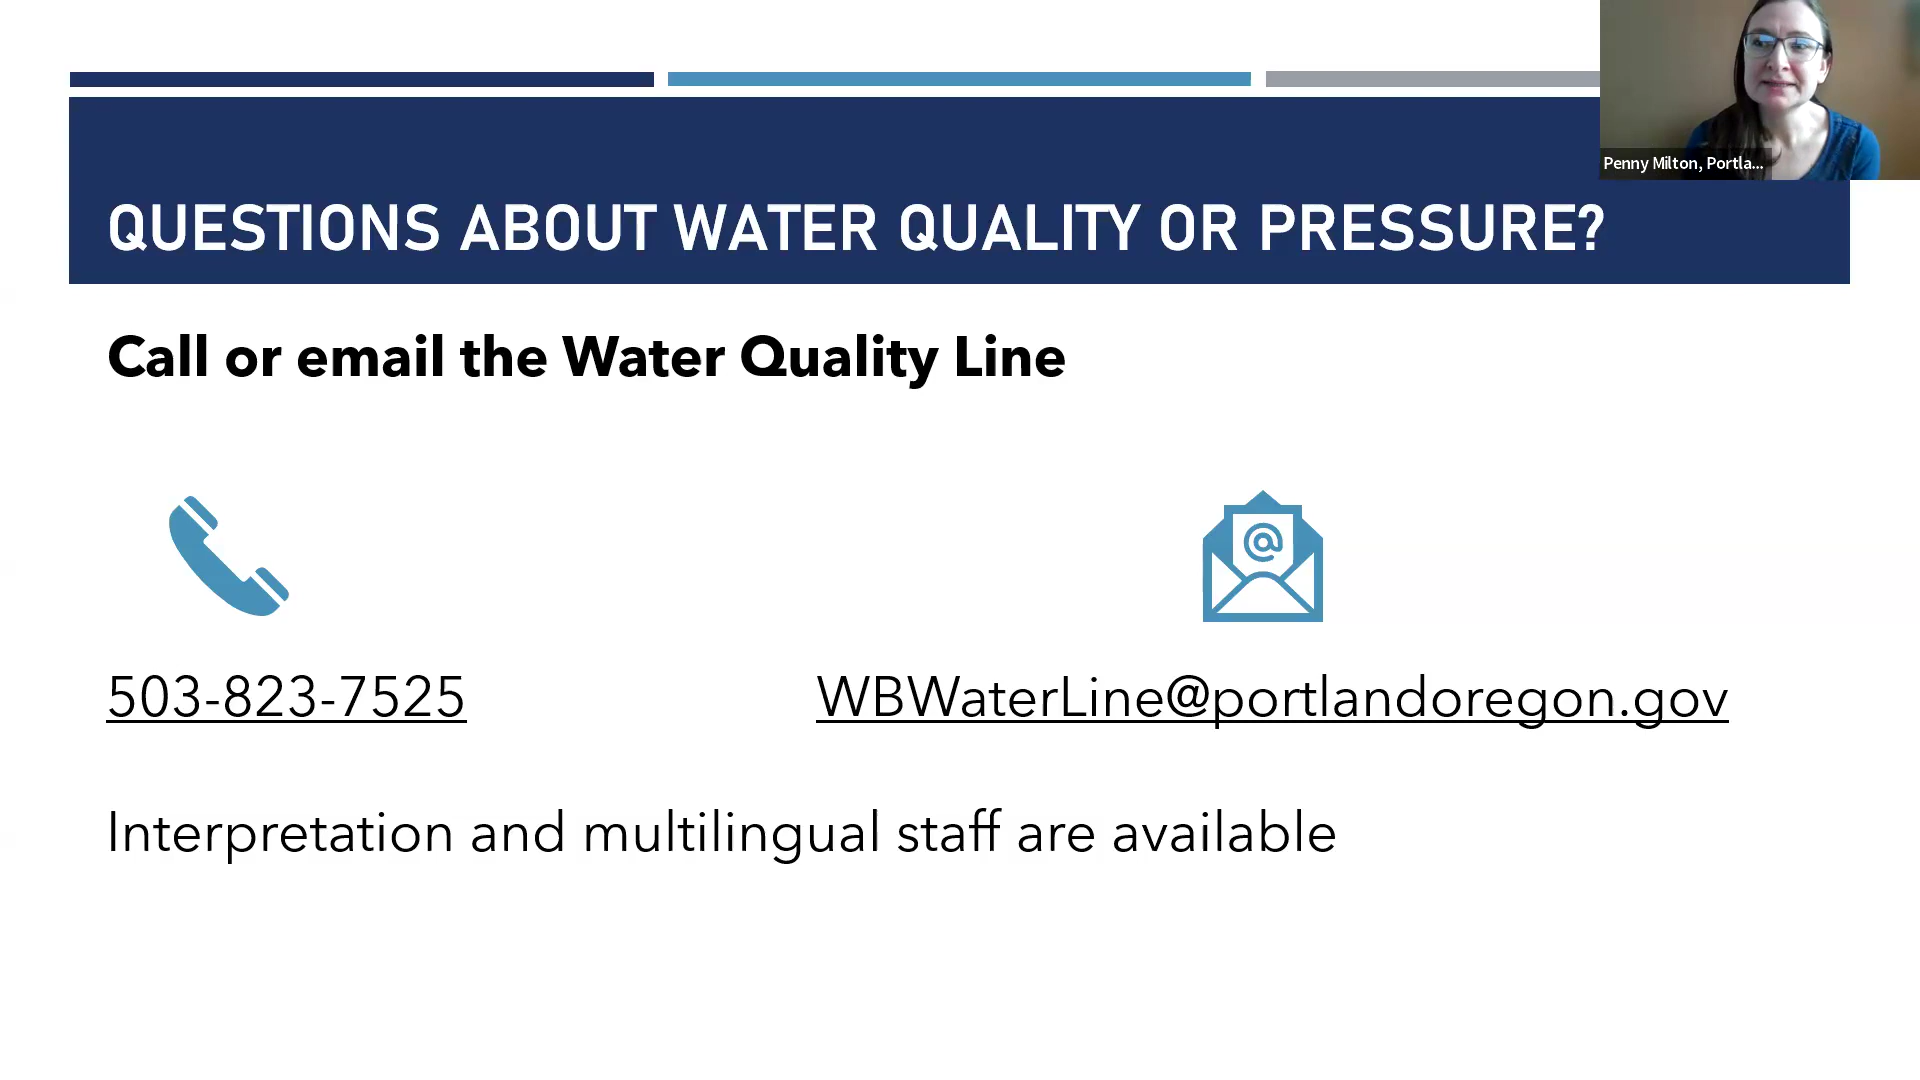 Penny Milton, Portla...
QUESTIONS ABOUT WATER QUALITY OR PRESSURE?
Call or email the Water Quality Line
@
503-823-7525
WBWaterLine@portlandoregon.gov
Interpretation and multilingual staff are available